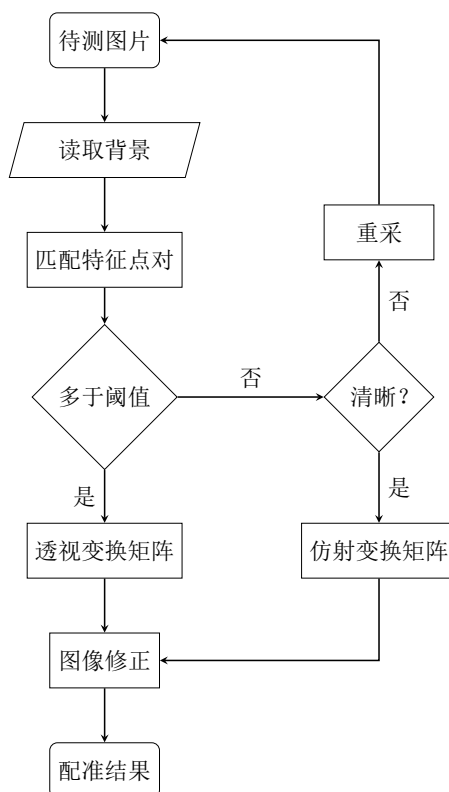 待测图片
读取背景
重采
匹配特征点对
否
否
多于阈值
清晰？
是
是
透视变换矩阵
仿射变换矩阵
图像修正
配准结果